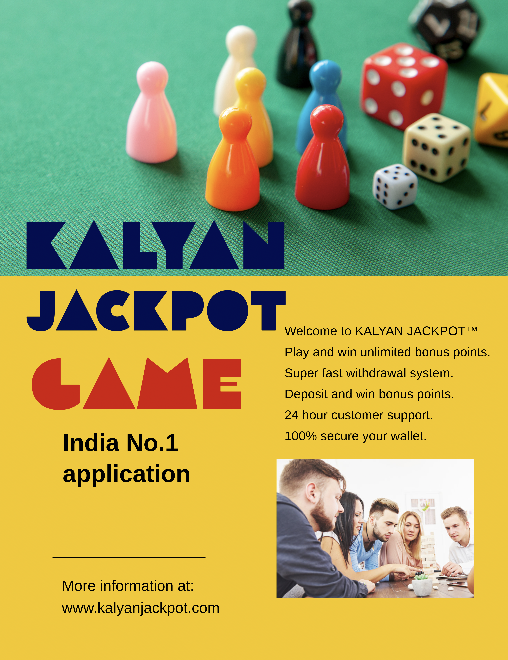 KALYAN
JACKPOT
GAME
India No.1
application
More information at:
www.kalyanjackpot.com
Welcome to KALYAN JACKPOT™
Play and win unlimited bonus points.
Super fast withdrawal system.
Deposit and win bonus points.
24 hour customer support.
100% secure your wallet.